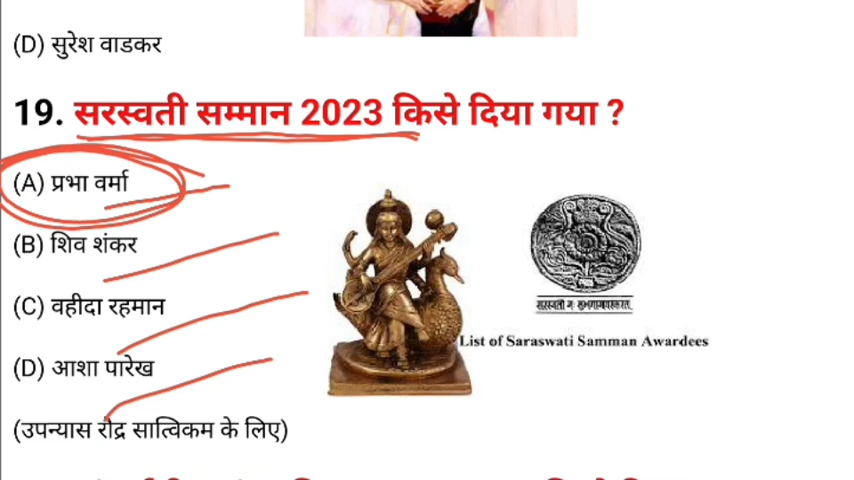 (D) सुरेश वाडकर
19. सरस्वती सम्मान 2023 किसे दिया गया ?
(A) प्रभा वर्मा
(B) शिव शंकर
(C) वहीदा रहमान
(D) आशा पारेख
List of Saraswati Samman Awardees
(उपन्यास रौद्र सात्विकम के लिए)